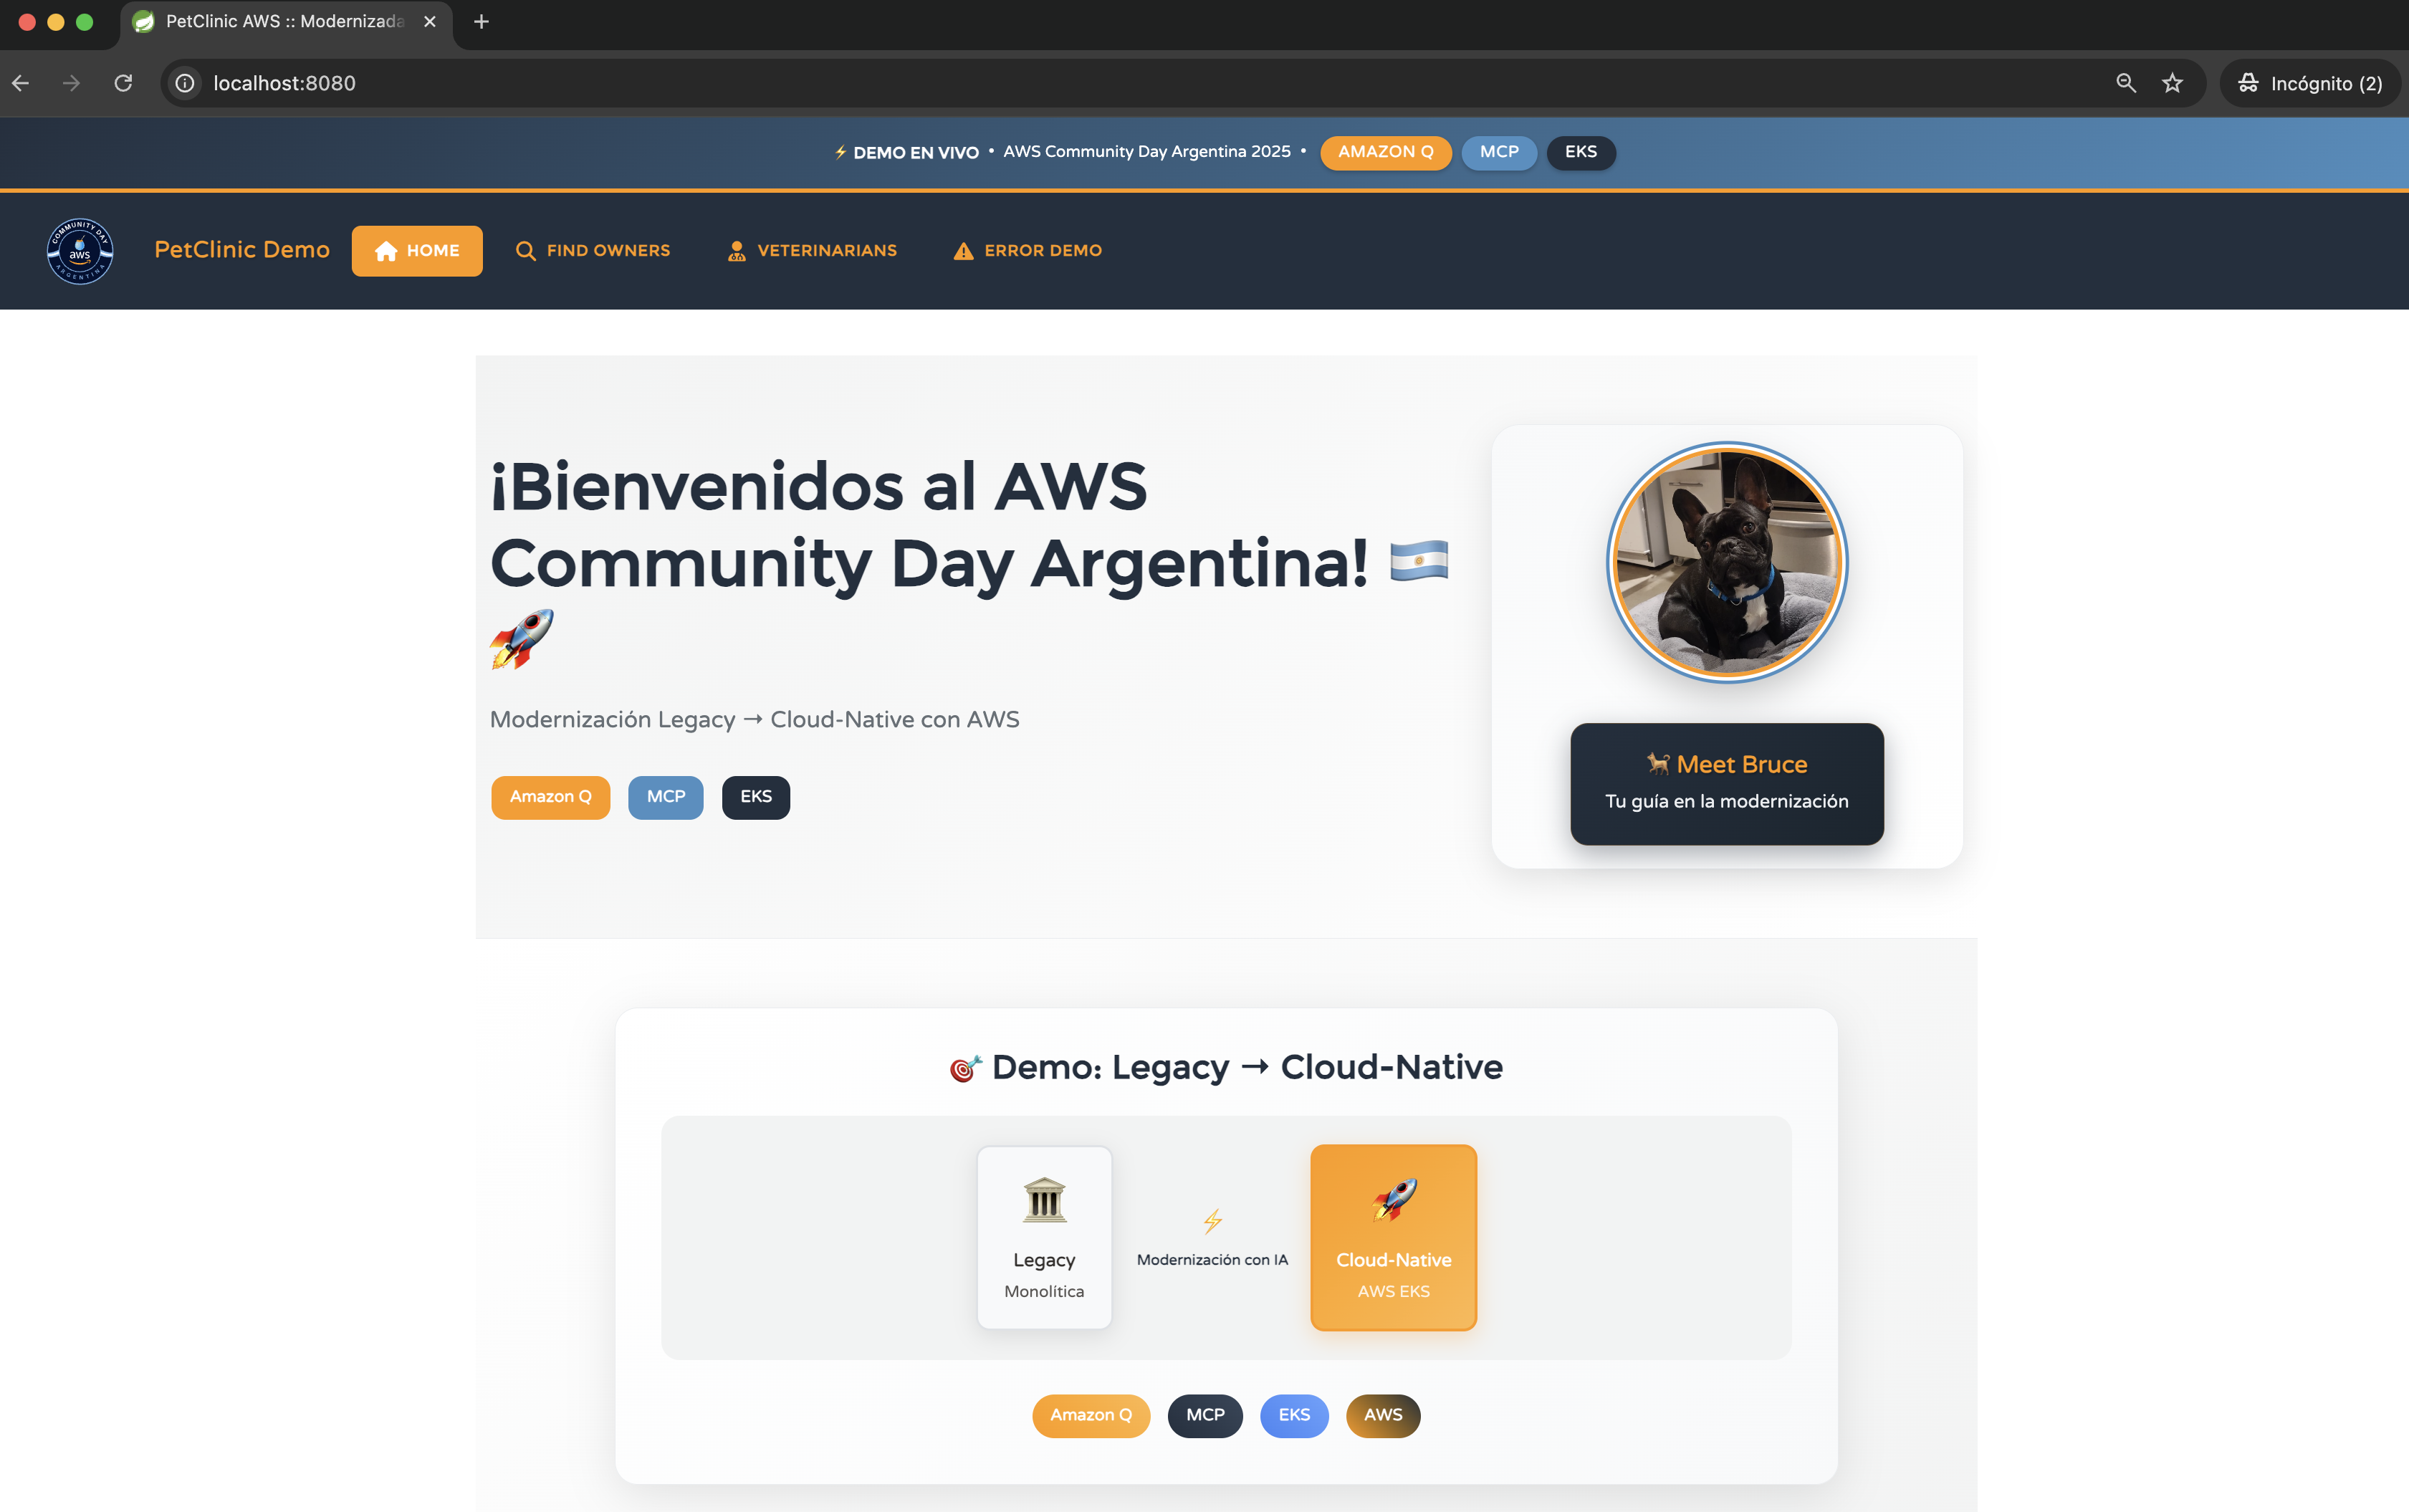 PetClinic AWS :: Modernizada
localhost:8080
Incógnito (2)
⚡ DEMO EN VIVO • AWS Community Day Argentina 2025 • AMAZON Q MCP EKS
COMMUNITY DAY
aws
ARGENTINA
PetClinic Demo
HOME
FIND OWNERS
VETERINARIANS
ERROR DEMO
¡Bienvenidos al AWS
Community Day Argentina! 🇦🇷
🚀
Modernización Legacy → Cloud-Native con AWS
Amazon Q MCP EKS
🐕 Meet Bruce
Tu guía en la modernización
🎯 Demo: Legacy → Cloud-Native
Legacy
Monolítica
⚡
Modernización con IA
Cloud-Native
AWS EKS
Amazon Q MCP EKS AWS